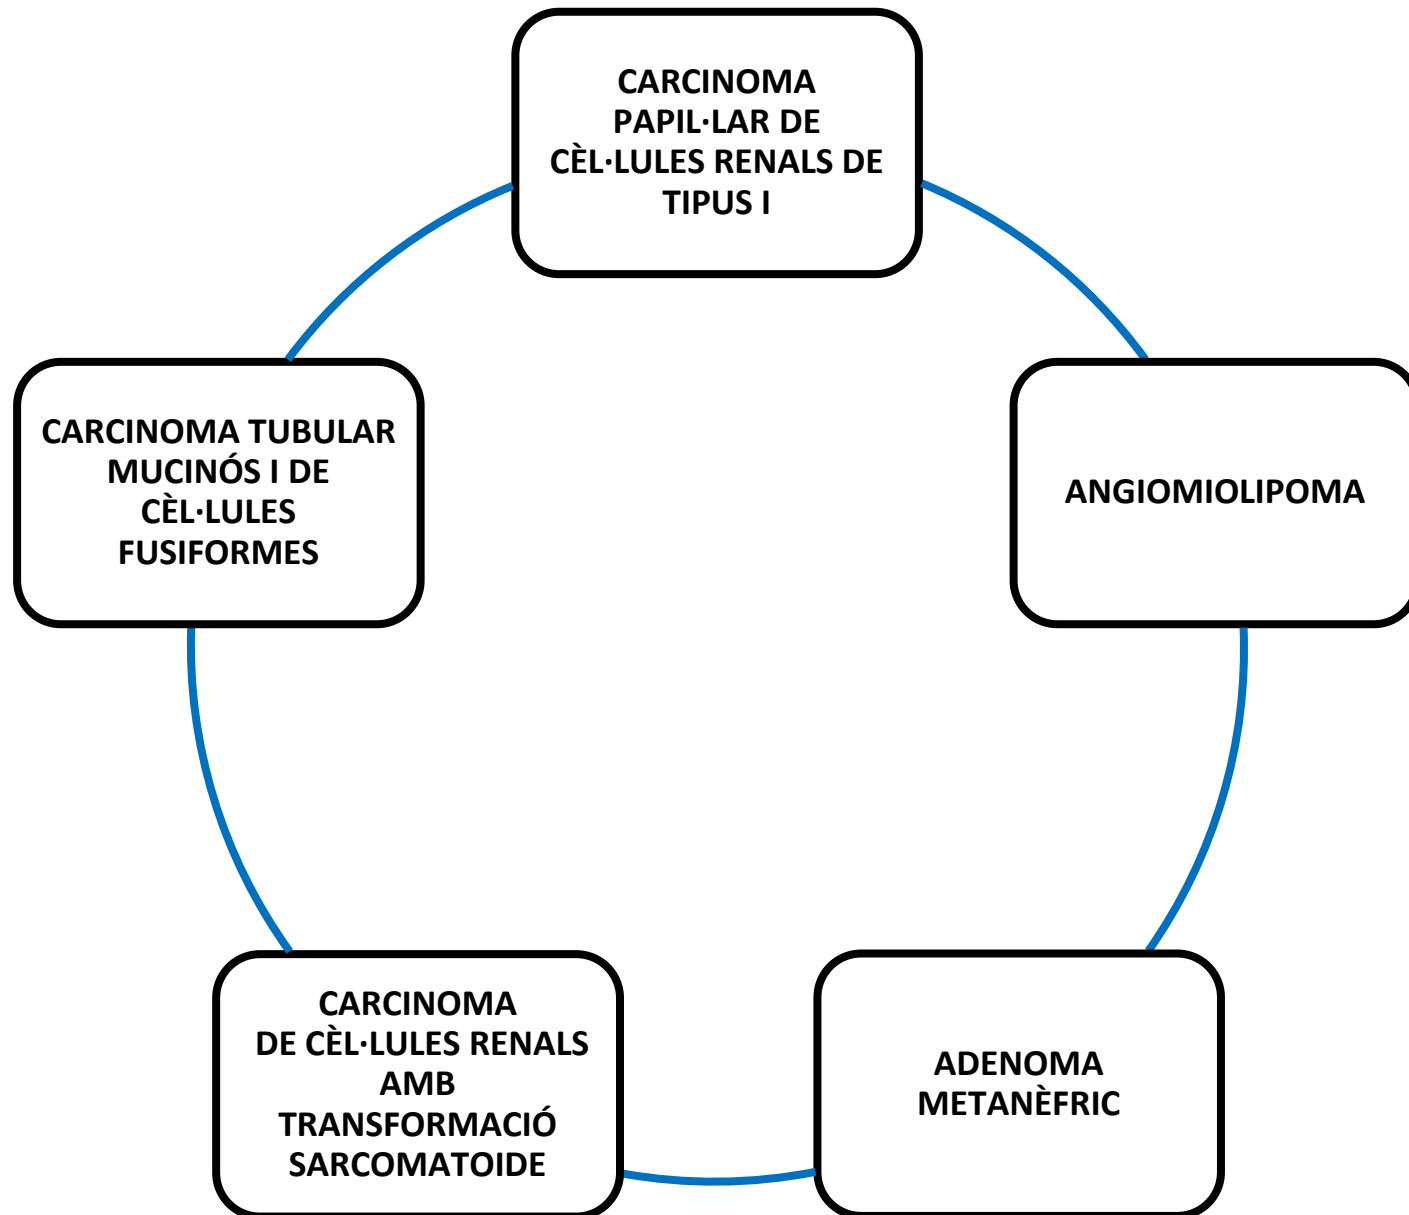 CARCINOMA
PAPIL·LAR DE
CÈL·LULES RENALS DE
TIPUS I
CARCINOMA TUBULAR
MUCINÓS I DE
CÈL·LULES
FUSIFORMES
ANGIOMIOLIPOMA
CARCINOMA
DE CÈL·LULES RENALS
AMB
TRANSFORMACIÓ
SARCOMATOIDE
ADENOMA
METANÈFRIC